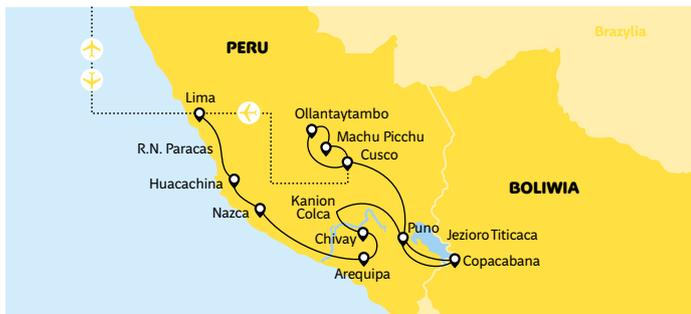 Brazylia
PERU
Lima
Ollantaytambo
Machu Picchu
R.N. Paracas
Cusco
Huacachina
BOLIWIA
Kanion
Colca
Nazca
Puno
Jezioro Titicaca
Chivay
Copacabana
Arequipa